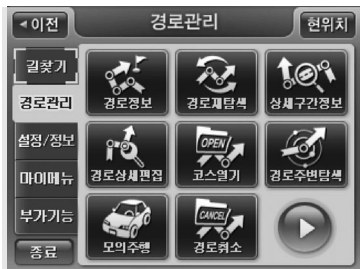 이전
경로관리
현위치
길찾기
경로관리
설정/정보
마이메뉴
부가기능
종료
경로정보
경로재탐색
상세구간정보
경로상세편집
OPEN
코스열기
경로주변탐색
모의주행
CANCEL
경로취소